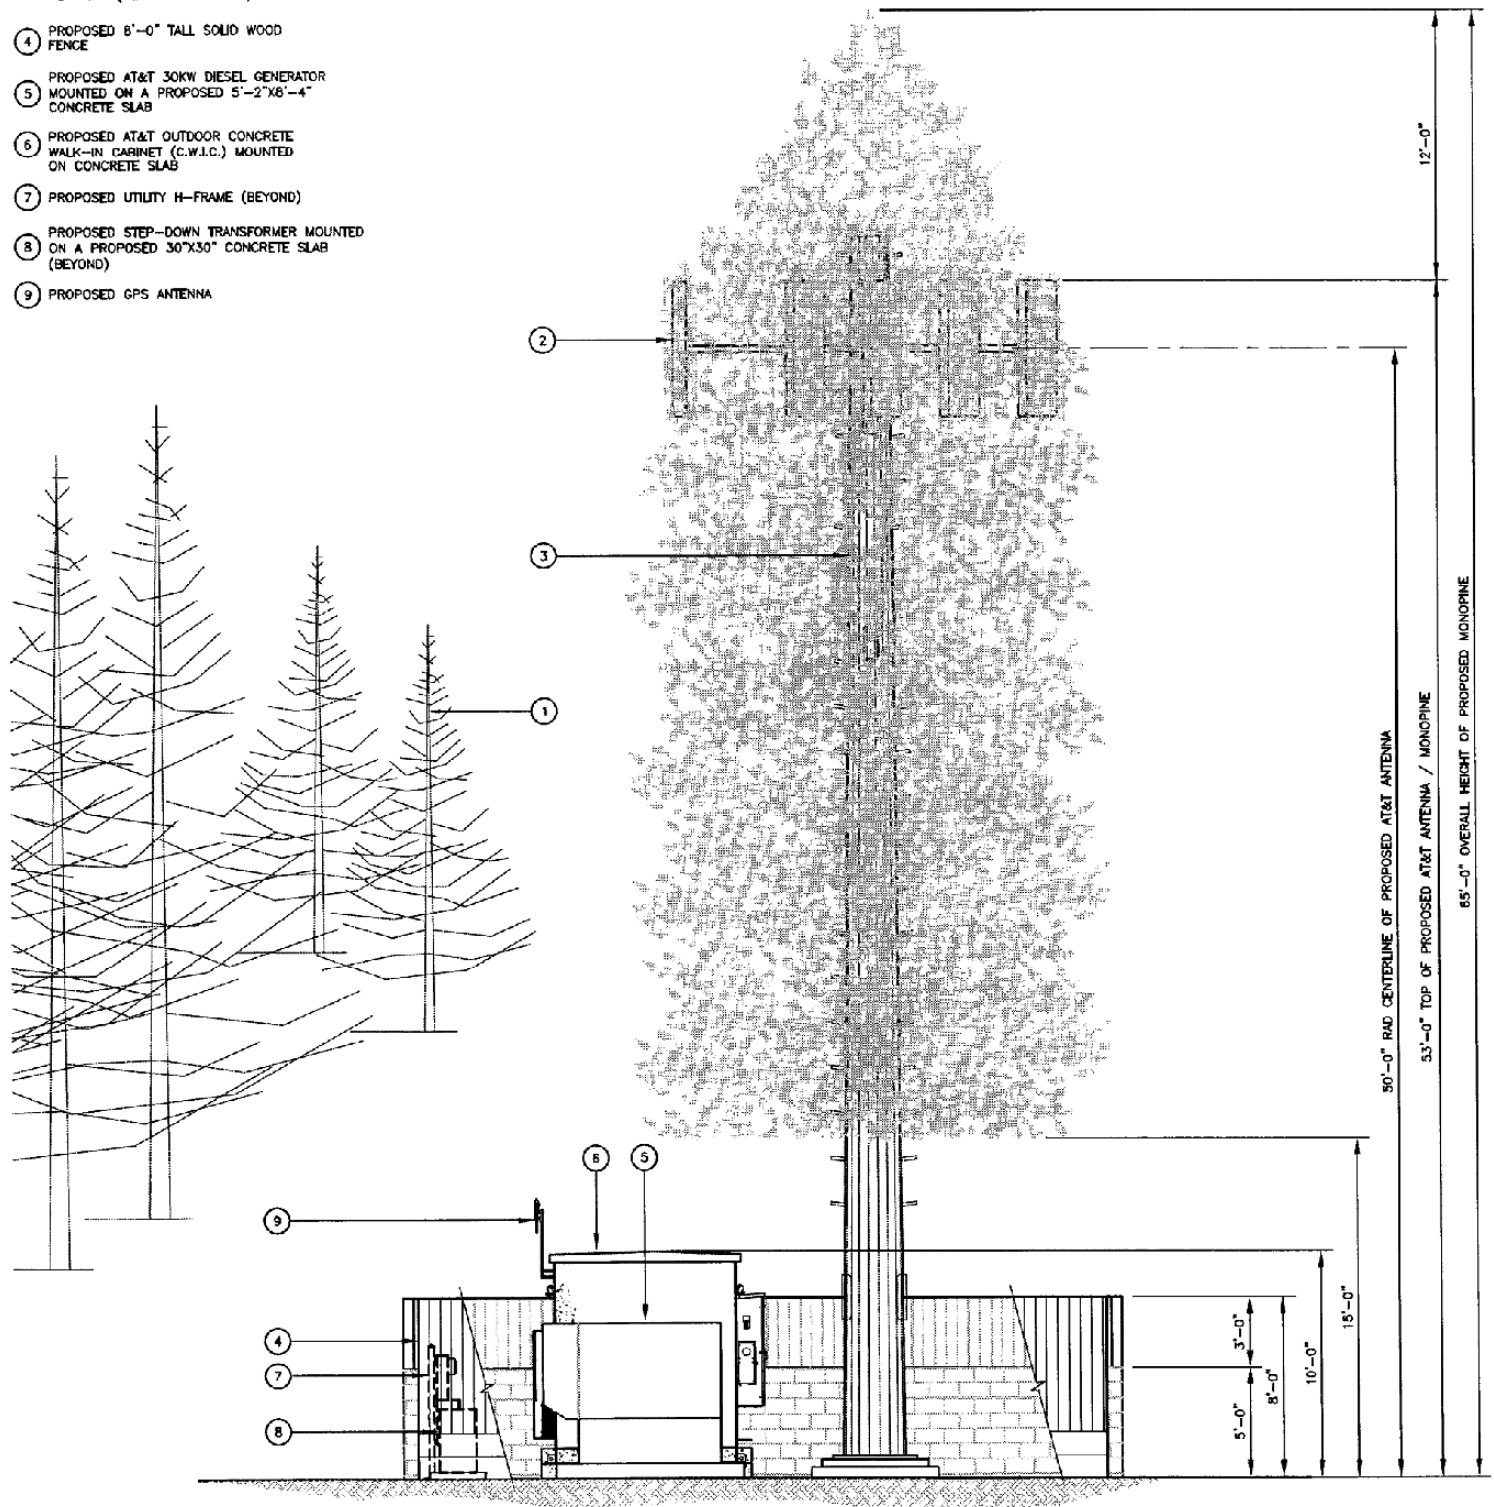 4 PROPOSED 8'-0" TALL SOLID WOOD
FENCE
5 PROPOSED AT&T 30KW DIESEL GENERATOR
MOUNTED ON A PROPOSED 5'-2"X8'-4"
CONCRETE SLAB
6 PROPOSED AT&T OUTDOOR CONCRETE
WALK-IN CABINET (C.W.I.C.) MOUNTED
ON CONCRETE SLAB
7 PROPOSED UTILITY H-FRAME (BEYOND)
8 PROPOSED STEP-DOWN TRANSFORMER MOUNTED
ON A PROPOSED 30"X30" CONCRETE SLAB
(BEYOND)
9 PROPOSED GPS ANTENNA
2
3
1
6
5
9
4
7
8
12'-0"
50'-0" RAD CENTERLINE OF PROPOSED AT&T ANTENNA
53'-0" TOP OF PROPOSED AT&T ANTENNA / MONOPINE
65'-0" OVERALL HEIGHT OF PROPOSED MONOPINE
15'-0"
10'-0"
8'-0"
3'-0"
5'-0"